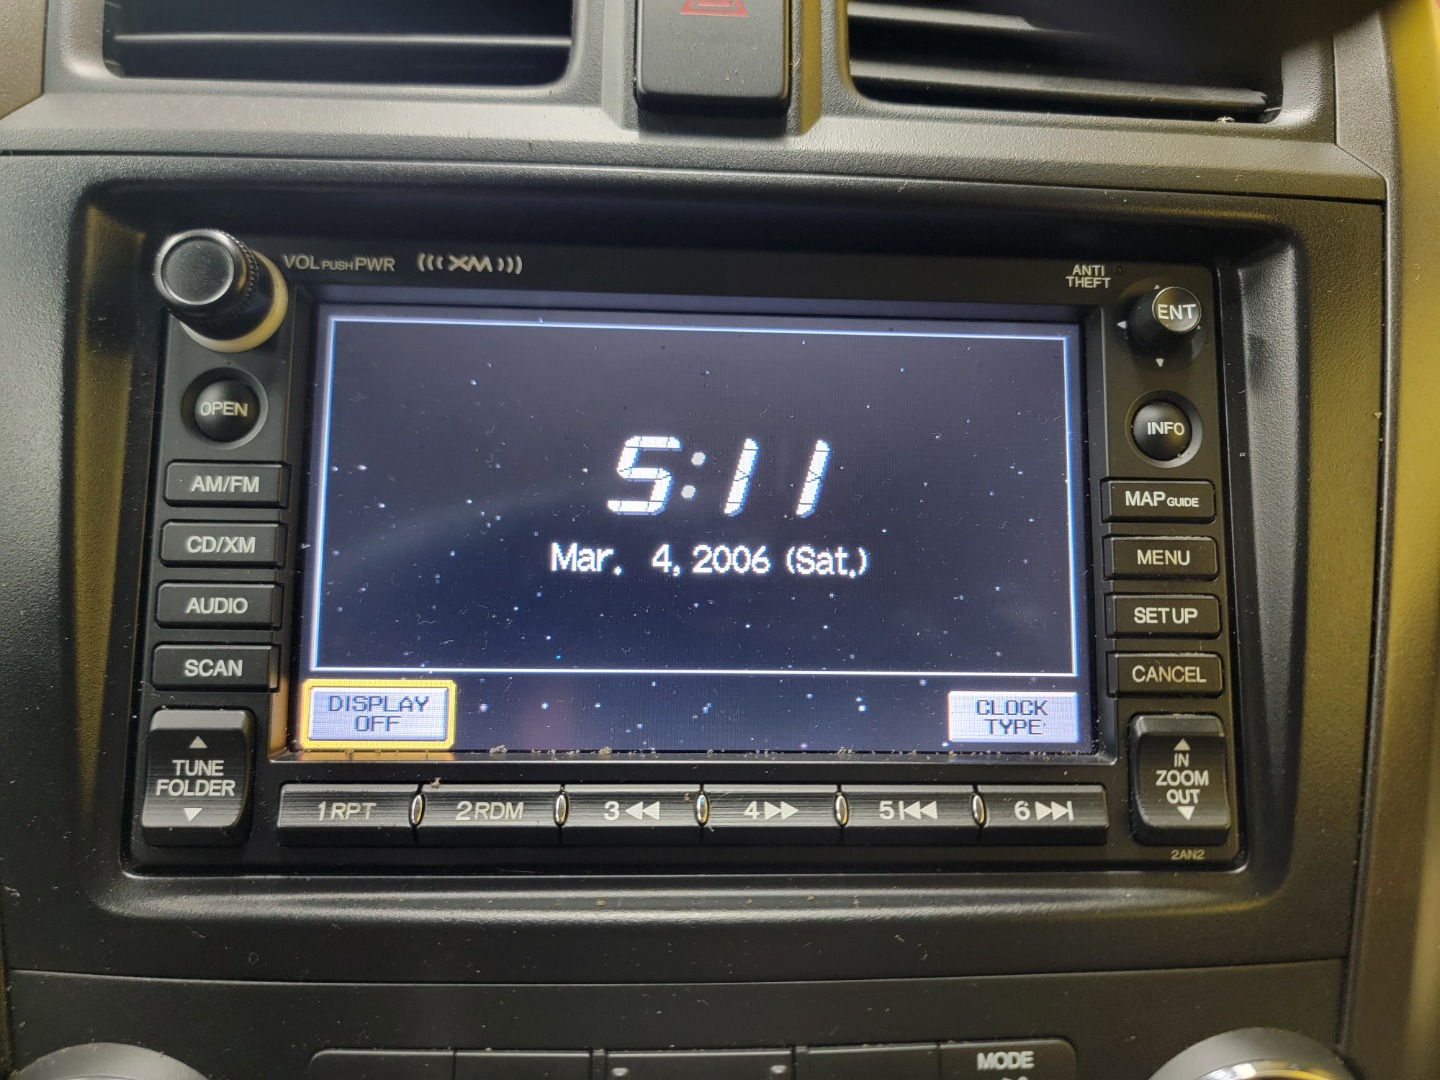 VOL PUSH PWR XM
ANTI
THEFT
ENT
OPEN
INFO
AM/FM
MAP GUIDE
CD/XM
MENU
AUDIO
SET UP
SCAN
CANCEL
5:11
Mar. 4, 2006 (Sat.)
DISPLAY
OFF
CLOCK
TYPE
TUNE
FOLDER
IN
ZOOM
OUT
1 RPT
2 RDM
3
4
5
6
2AN2
MODE